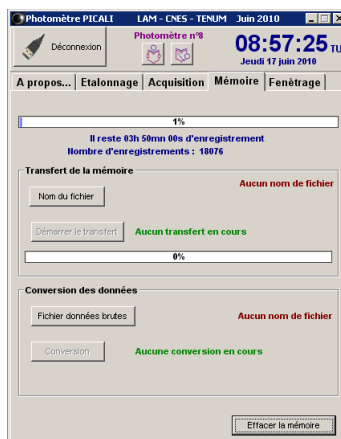 Photomètre PICALI LAM - CNES - TENUM Juin 2010
Déconnexion
Photomètre n°8
08:57:25 TU
Jeudi 17 juin 2010
A propos... Etalonnage Acquisition Mémoire Fenêtrage
1%
Il reste 03h 50mn 00s d'enregistrement
Nombre d'enregistrements : 18076
Transfert de la mémoire
Aucun nom de fichier
Nom du fichier
Démarrer le transfert Aucun transfert en cours
0%
Conversion des données
Fichier données brutes Aucun nom de fichier
Conversion Aucune conversion en cours
Effacer la mémoire